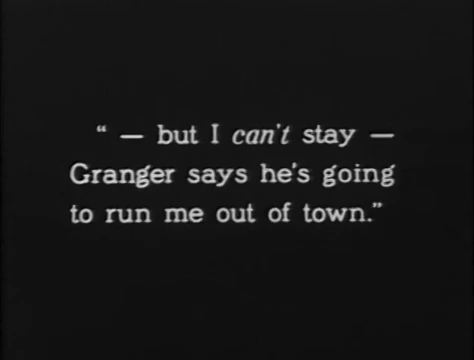 “ — but I can't stay —
Granger says he's going
to run me out of town.”